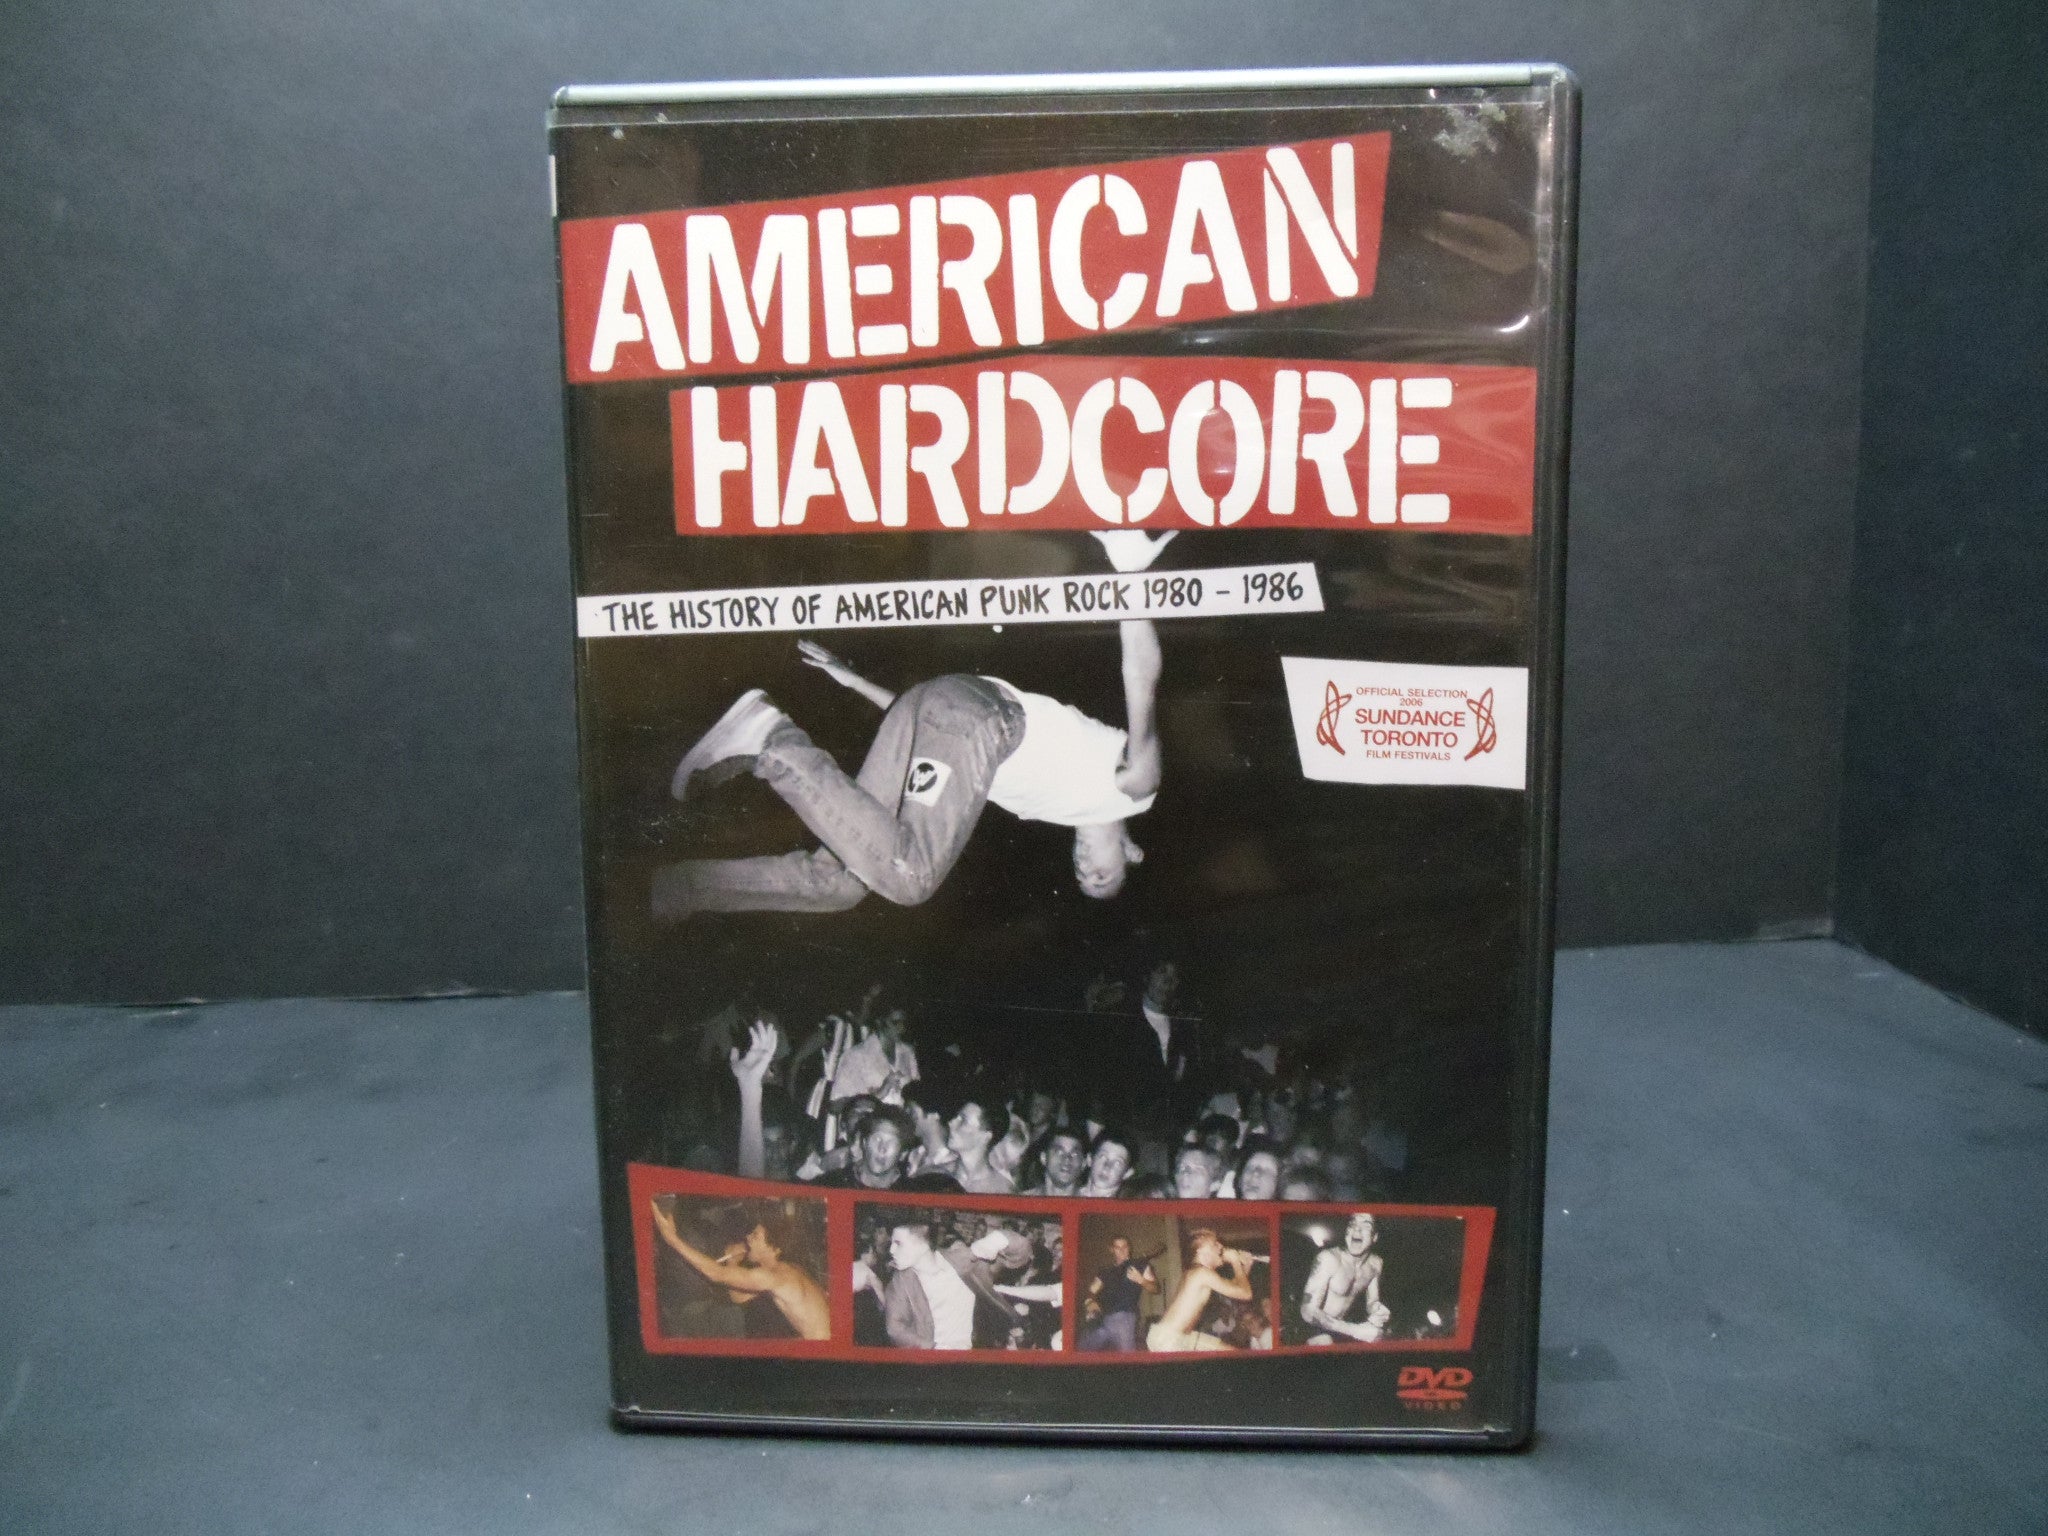 AMERICAN
HARDCORE
THE HISTORY OF AMERICAN PUNK ROCK 1980 - 1986
OFFICIAL SELECTION
2006
SUNDANCE
TORONTO
FILM FESTIVALS
DVD
VIDEO